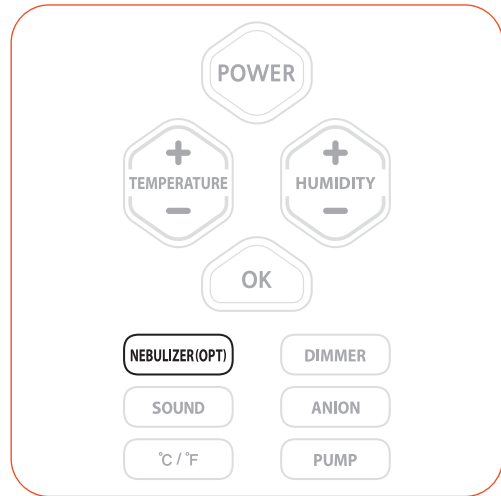 POWER
+ +
TEMPERATURE HUMIDITY
− −
OK
NEBULIZER(OPT) DIMMER
SOUND ANION
℃ / ℉ PUMP